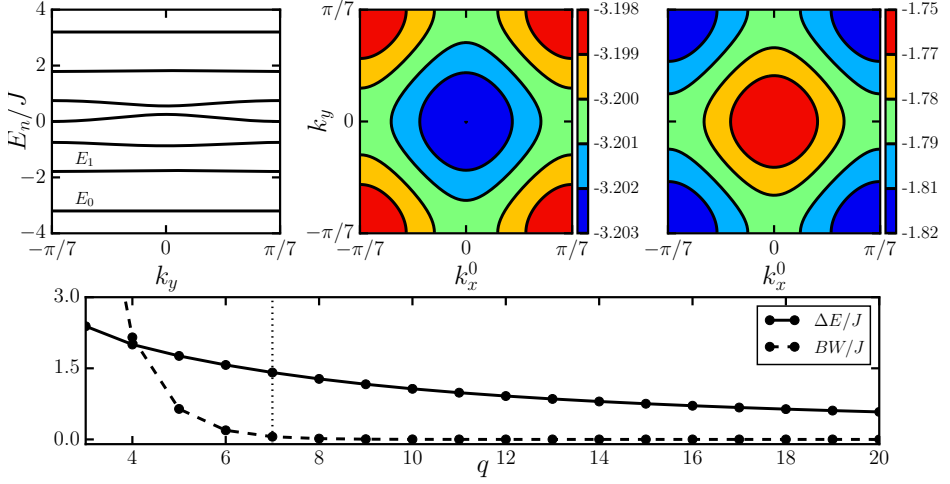 4
2
0
−2
−4
E_n/J
E_1
E_0
−π/7
0
π/7
k_y
π/7
0
−π/7
k_y
−π/7
0
π/7
k_x^0
-3.198
-3.199
-3.200
-3.201
-3.202
-3.203
−π/7
0
π/7
k_x^0
-1.75
-1.77
-1.78
-1.79
-1.81
-1.82
3.0
1.5
0.0
ΔE/J
BW/J
4
6
8
10
12
14
16
18
20
q